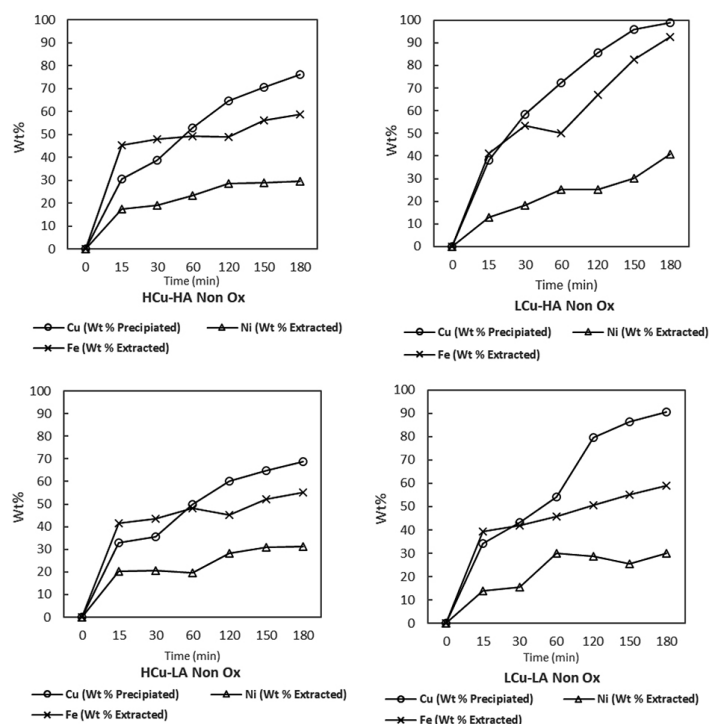 100
90
80
70
60
50
40
30
20
10
0
Wt%
0 15 30 60 120 150 180
Time (min)
HCu-HA Non Ox
Cu (Wt % Precipiated) Ni (Wt % Extracted)
Fe (Wt % Extracted)
100
90
80
70
60
50
40
30
20
10
0
Wt%
0 15 30 60 120 150 180
Time (min)
LCu-HA Non Ox
Cu (Wt % Precipiated) Ni (Wt % Extracted)
Fe (Wt % Extracted)
100
90
80
70
60
50
40
30
20
10
0
Wt%
0 15 30 60 120 150 180
Time (min)
HCu-LA Non Ox
Cu (Wt % Precipiated) Ni (Wt % Extracted)
Fe (Wt % Extracted)
100
90
80
70
60
50
40
30
20
10
0
Wt%
0 15 30 60 120 150 180
Time (min)
LCu-LA Non Ox
Cu (Wt % Precipiated) Ni (Wt % Extracted)
Fe (Wt % Extracted)